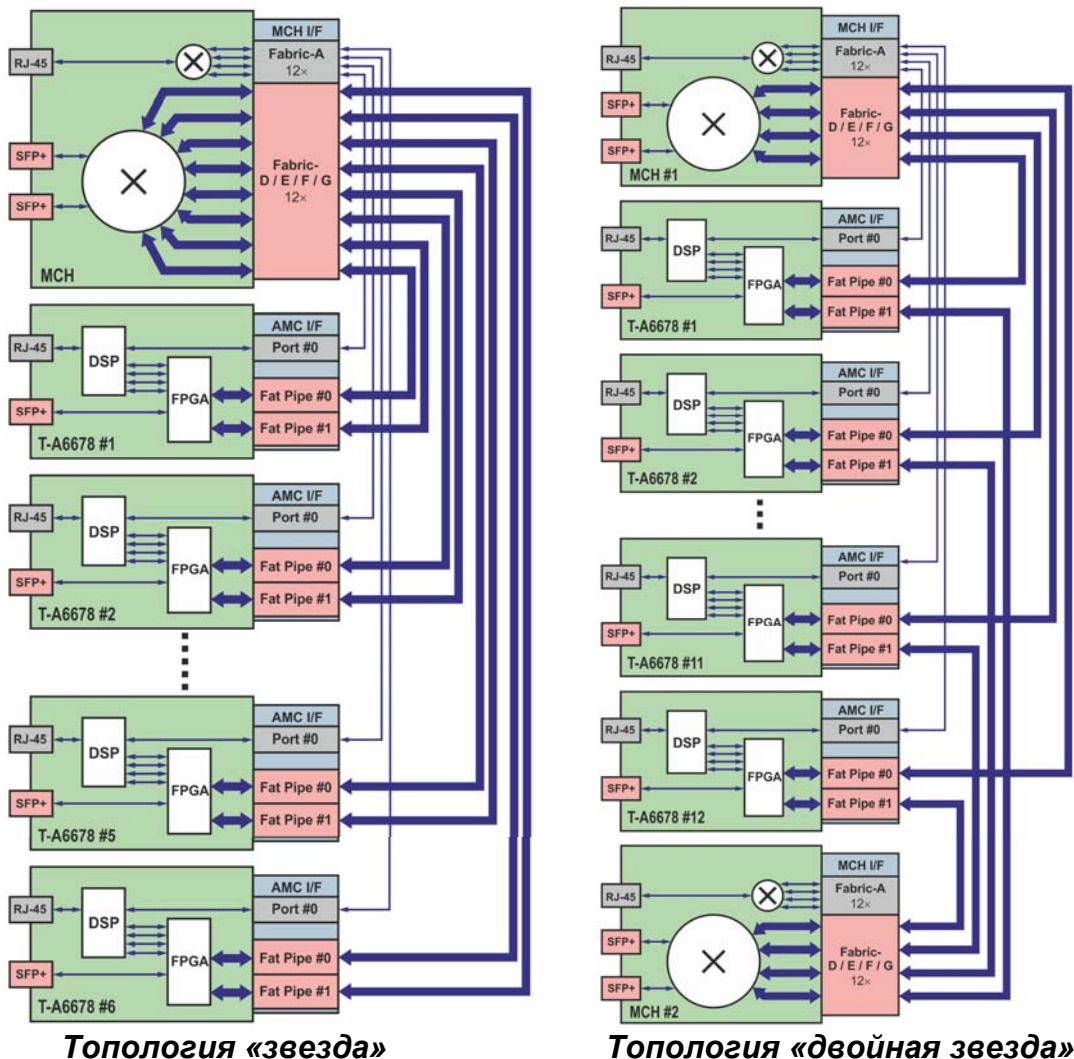 MCH I/F
RJ-45
Fabric-A
12×
SFP+
SFP+
Fabric-
D / E / F / G
12×
MCH
AMC I/F
RJ-45
Port #0
DSP
FPGA
Fat Pipe #0
SFP+
Fat Pipe #1
T-A6678 #1
AMC I/F
RJ-45
Port #0
DSP
FPGA
Fat Pipe #0
SFP+
Fat Pipe #1
T-A6678 #2
AMC I/F
RJ-45
Port #0
DSP
FPGA
Fat Pipe #0
SFP+
Fat Pipe #1
T-A6678 #5
AMC I/F
RJ-45
Port #0
DSP
FPGA
Fat Pipe #0
SFP+
Fat Pipe #1
T-A6678 #6
Топология «звезда»
MCH I/F
RJ-45
Fabric-A
12×
SFP+
SFP+
Fabric-
D / E / F / G
12×
MCH #1
AMC I/F
RJ-45
Port #0
DSP
FPGA
Fat Pipe #0
SFP+
Fat Pipe #1
T-A6678 #1
AMC I/F
RJ-45
Port #0
DSP
FPGA
Fat Pipe #0
SFP+
Fat Pipe #1
T-A6678 #2
AMC I/F
RJ-45
Port #0
DSP
FPGA
Fat Pipe #0
SFP+
Fat Pipe #1
T-A6678 #11
AMC I/F
RJ-45
Port #0
DSP
FPGA
Fat Pipe #0
SFP+
Fat Pipe #1
T-A6678 #12
MCH I/F
RJ-45
Fabric-A
12×
SFP+
SFP+
Fabric-
D / E / F / G
12×
MCH #2
Топология «двойная звезда»